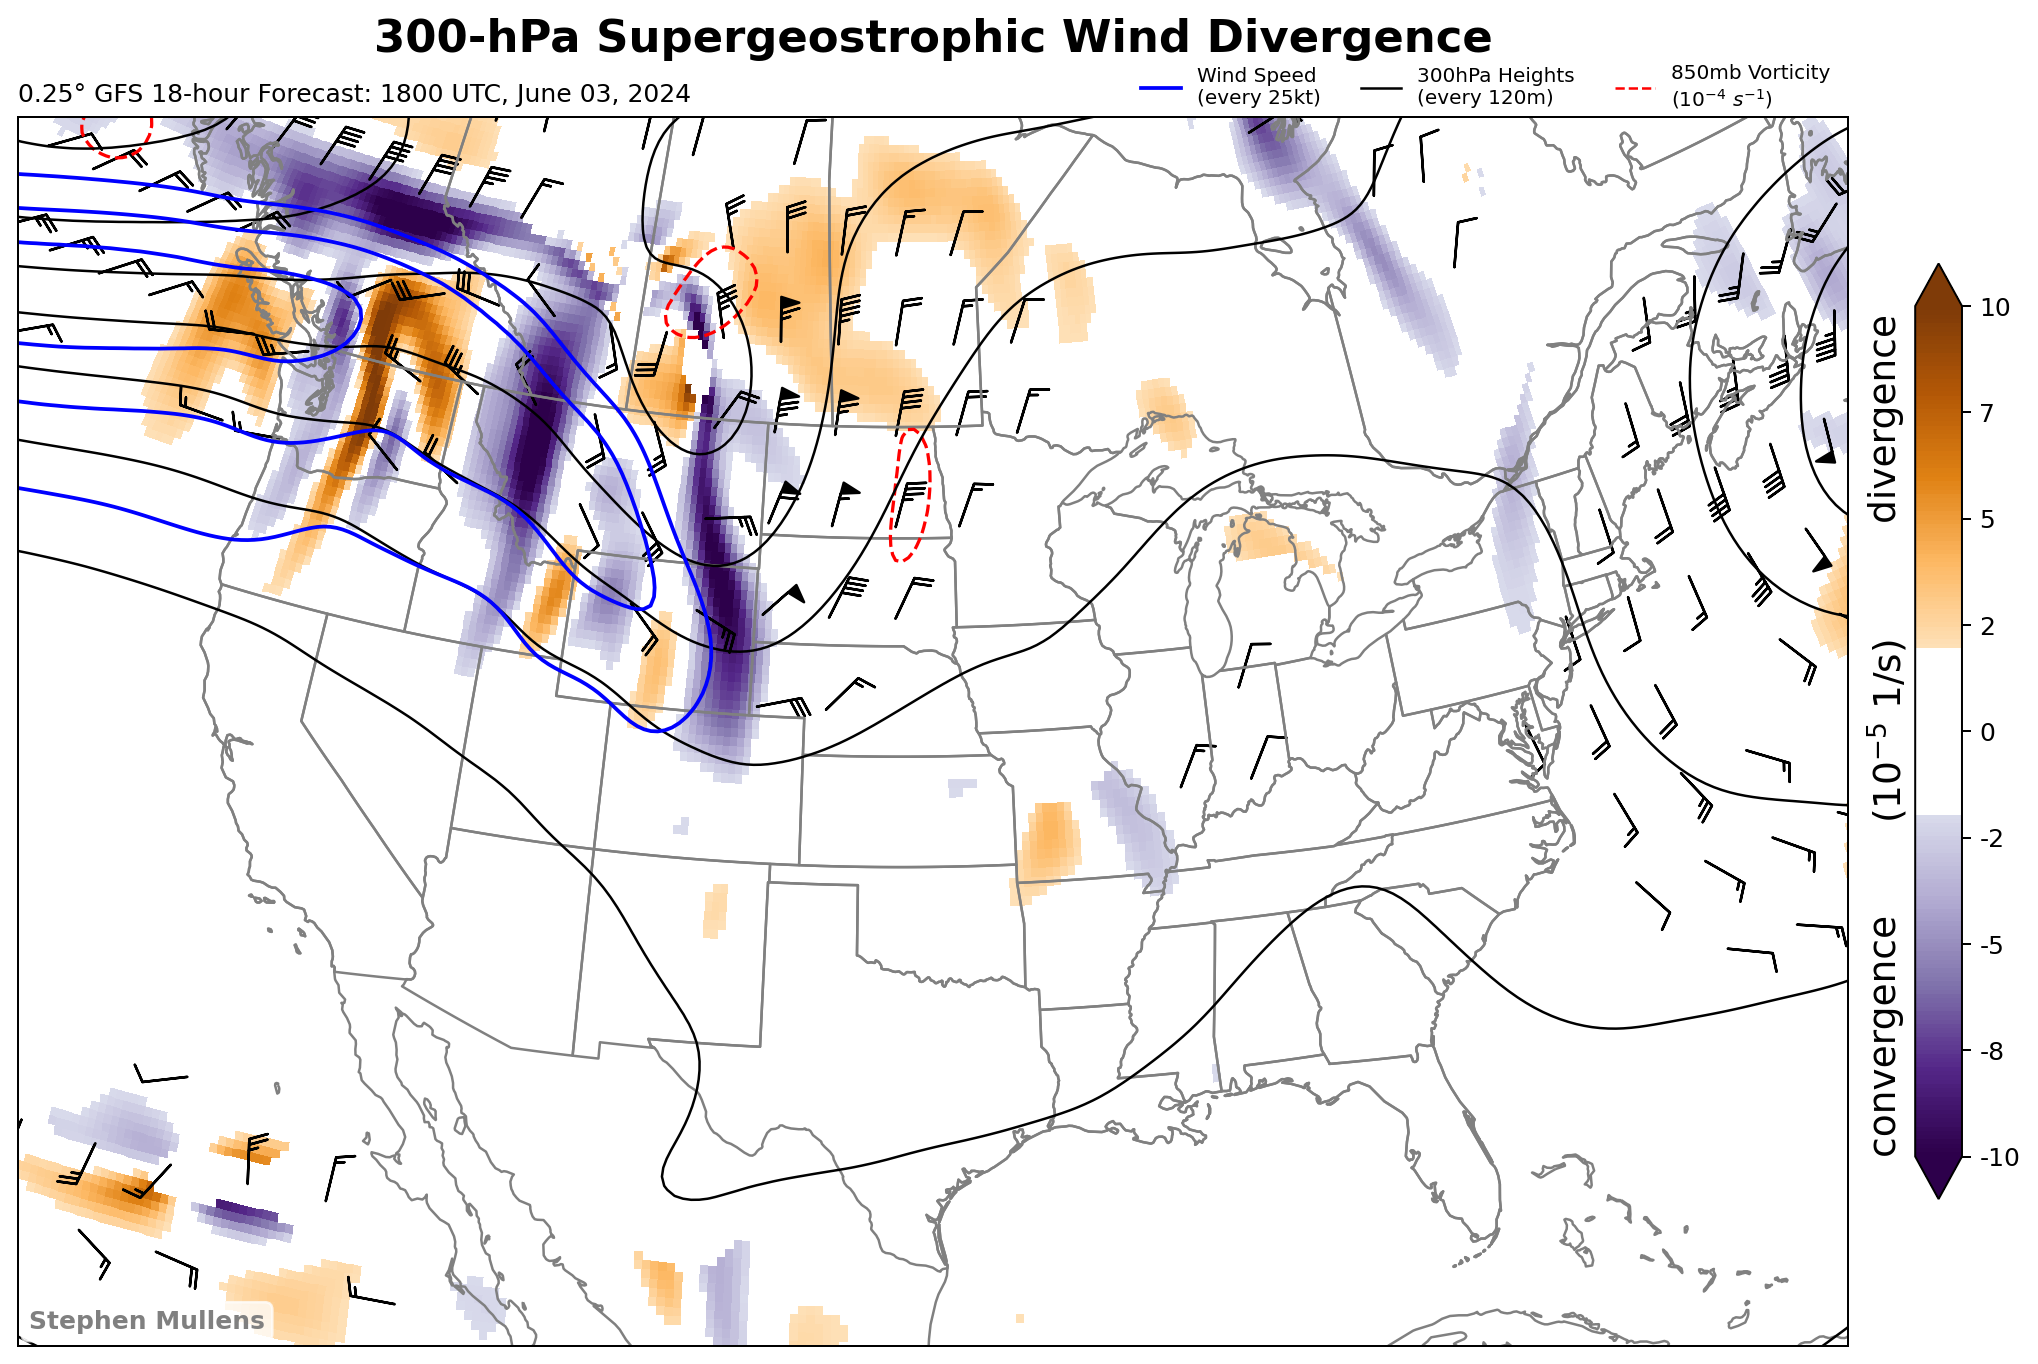 300-hPa Supergeostrophic Wind Divergence
0.25° GFS 18-hour Forecast: 1800 UTC, June 03, 2024
Wind Speed
(every 25kt)
300hPa Heights
(every 120m)
850mb Vorticity
(10⁻⁴ s⁻¹)
10
7
5
2
0
-2
-5
-8
-10
convergence (10⁻⁵ 1/s) divergence
Stephen Mullens